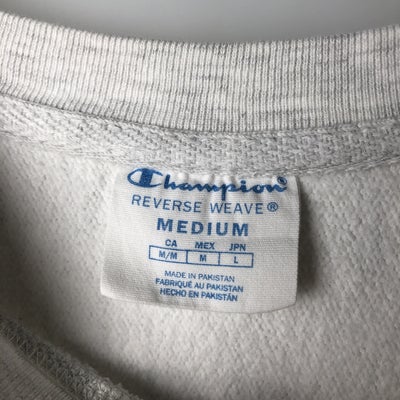 Champion®
REVERSE WEAVE®
MEDIUM
CA MEX JPN
M/M M L
MADE IN PAKISTAN
FABRIQUÉ AU PAKISTAN
HECHO EN PAKISTÁN